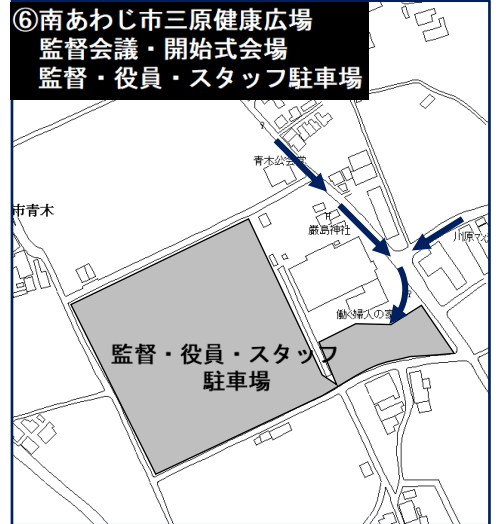 ⑥南あわじ市三原健康広場
監督会議・開始式会場
監督・役員・スタッフ駐車場
青木公会堂
市青木
厳島神社
川原マン
働く婦人の家
監督・役員・スタッフ
駐車場